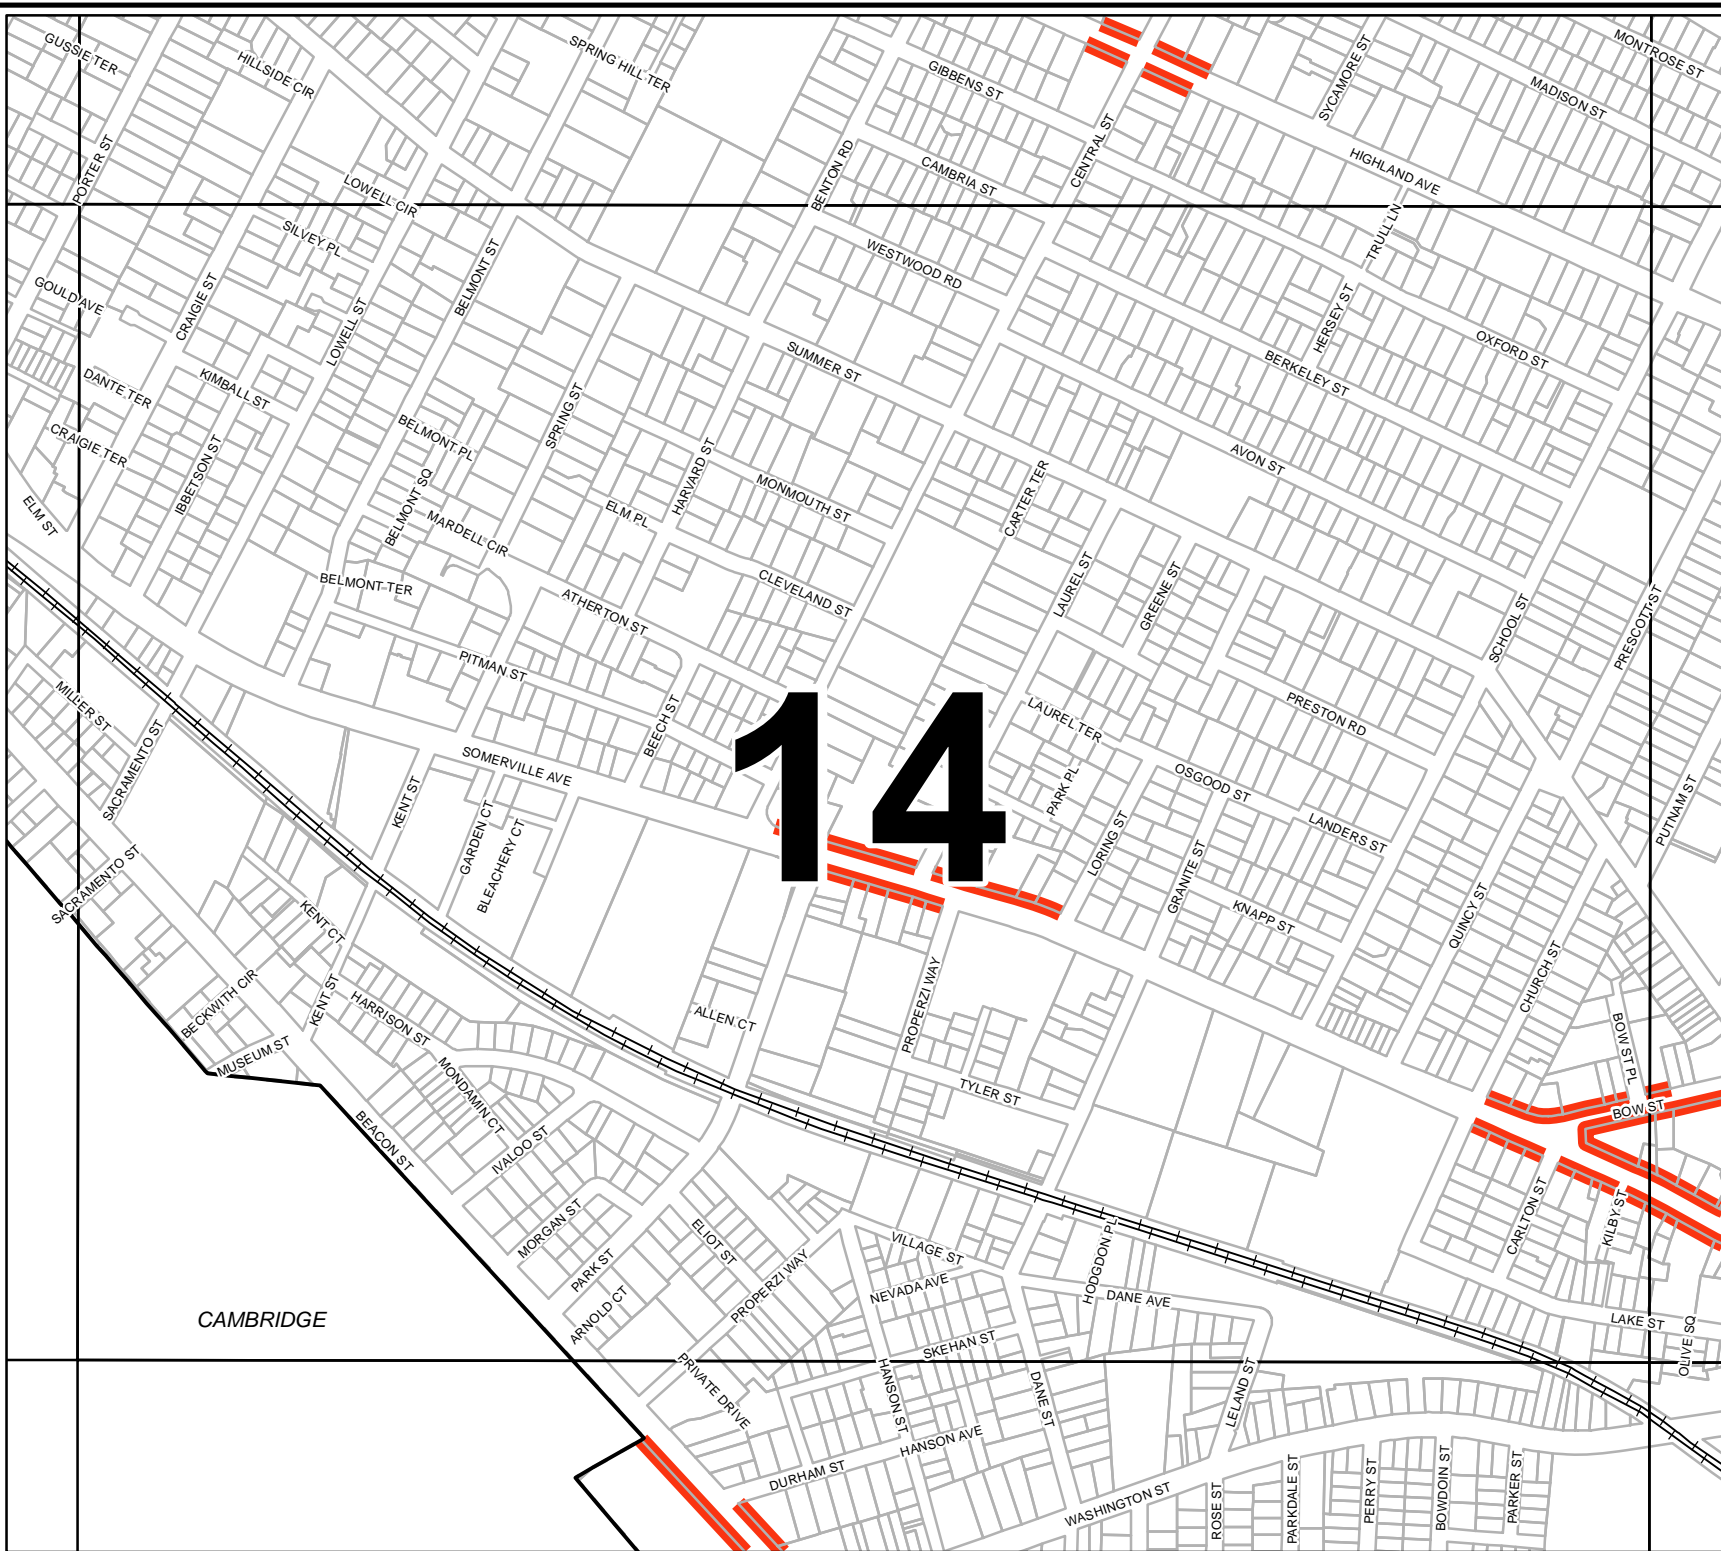 GUSSIE TER
HILLSIDE CIR
SPRING HILL TER
GIBBENS ST
SYCAMORE ST
MONTROSE ST
MADISON ST
PORTER ST
LOWELL CIR
BENTON RD
CAMBRIA ST
CENTRAL ST
HIGHLAND AVE
SILVEY PL
TRULL LN
GOULD AVE
CRAIGIE ST
LOWELL ST
BELMONT ST
WESTWOOD RD
HERSEY ST
OXFORD ST
DANTE TER
KIMBALL ST
SUMMER ST
BERKELEY ST
CRAIGIE TER
IBBETSON ST
BELMONT PL
SPRING ST
HARVARD ST
AVON ST
ELM ST
BELMONT SQ
MARDELL CIR
ELM PL
MONMOUTH ST
CARTER TER
BELMONT TER
ATHERTON ST
CLEVELAND ST
LAUREL ST
GREENE ST
SCHOOL ST
PRESCOTT ST
PITMAN ST
MILLER ST
SACRAMENTO ST
BEECH ST
LAUREL TER
PRESTON RD
14
SOMERVILLE AVE
KENT ST
GARDEN CT
BLEACHERY CT
PARK PL
OSGOOD ST
LANDERS ST
PUTNAM ST
LORING ST
GRANITE ST
SACRAMENTO ST
KENT CT
KNAPP ST
QUINCY ST
CHURCH ST
BECKWITH CIR
KENT ST
HARRISON ST
ALLEN CT
PROPERZI WAY
BOW ST PL
MUSEUM ST
MONDAMIN CT
TYLER ST
BOW ST
BEACON ST
IVALOO ST
MORGAN ST
ELIOT ST
VILLAGE ST
HODGDON PL
CARLTON ST
KILBY ST
PARK ST
PROPERZI WAY
NEVADA AVE
DANE AVE
CAMBRIDGE
ARNOLD CT
SKEHAN ST
LAKE ST
OLIVE SQ
PRIVATE DRIVE
HANSON ST
DANE ST
LELAND ST
HANSON AVE
DURHAM ST
WASHINGTON ST
ROSE ST
PARKDALE ST
PERRY ST
BOWDOIN ST
PARKER ST